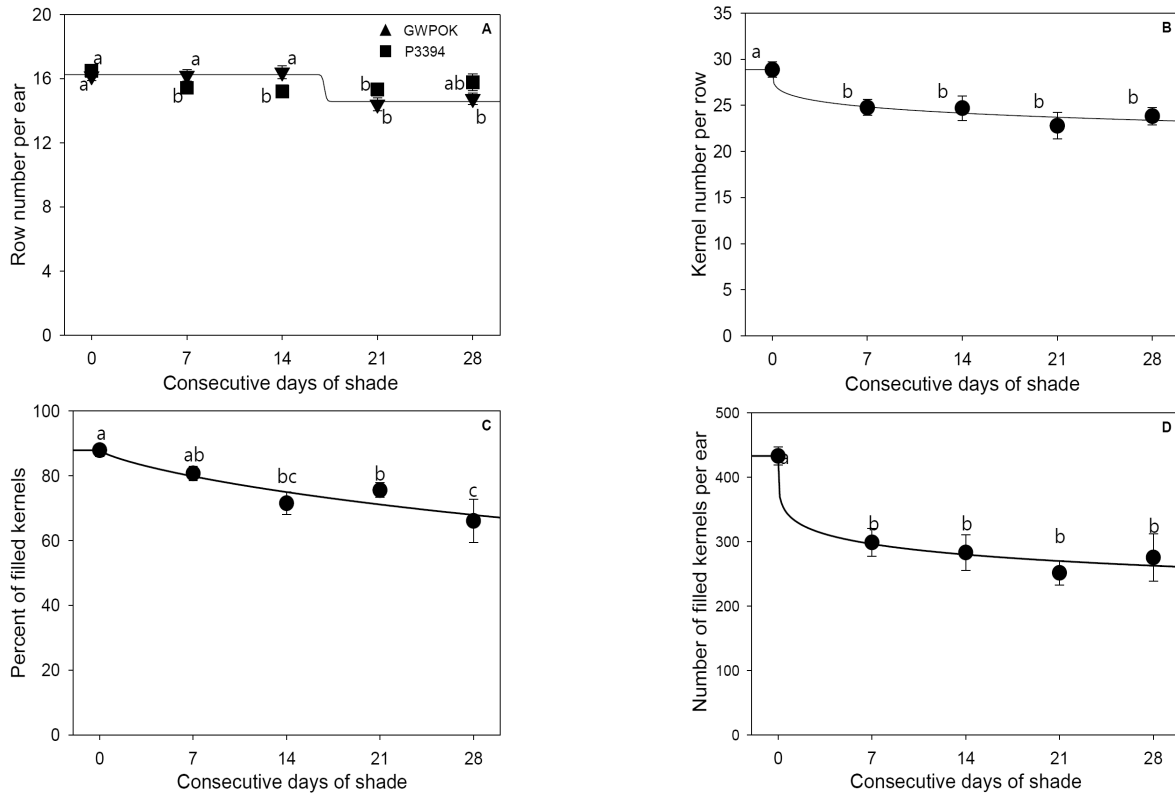 A
GWPOK
P3394
Row number per ear
20
16
12
8
4
0
a
a
a
b
a
b
b
b
ab
b
0 7 14 21 28
Consecutive days of shade
B
Kernel number per row
35
30
25
20
15
10
5
0
a
b
b
b
b
0 7 14 21 28
Consecutive days of shade
C
Percent of filled kernels
100
80
60
40
20
0
a
ab
bc
b
c
0 7 14 21 28
Consecutive days of shade
D
Number of filled kernels per ear
500
400
300
200
100
0
a
b
b
b
b
0 7 14 21 28
Consecutive days of shade